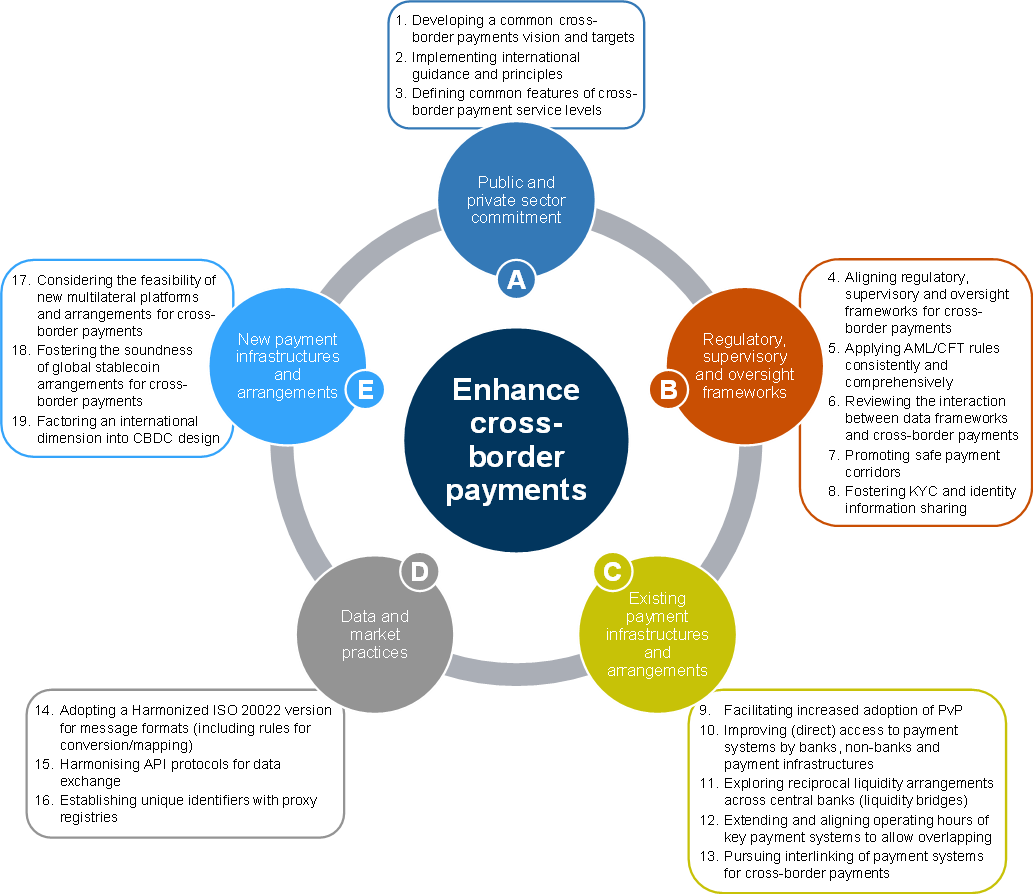 1. Developing a common cross-
border payments vision and targets
2. Implementing international
guidance and principles
3. Defining common features of cross-
border payment service levels
Public and
private sector
commitment
A
17. Considering the feasibility of
new multilateral platforms
and arrangements for cross-
border payments
18. Fostering the soundness
of global stablecoin
arrangements for cross-
border payments
19. Factoring an international
dimension into CBDC design
New payment
infrastructures
and
arrangements
E
Enhance
cross-
border
payments
Regulatory,
supervisory
and oversight
frameworks
B
4. Aligning regulatory,
supervisory and oversight
frameworks for cross-
border payments
5. Applying AML/CFT rules
consistently and
comprehensively
6. Reviewing the interaction
between data frameworks
and cross-border payments
7. Promoting safe payment
corridors
8. Fostering KYC and identity
information sharing
D
Data and
market
practices
C
Existing
payment
infrastructures
and
arrangements
14. Adopting a Harmonized ISO 20022 version
for message formats (including rules for
conversion/mapping)
15. Harmonising API protocols for data
exchange
16. Establishing unique identifiers with proxy
registries
9. Facilitating increased adoption of PvP
10. Improving (direct) access to payment
systems by banks, non-banks and
payment infrastructures
11. Exploring reciprocal liquidity arrangements
across central banks (liquidity bridges)
12. Extending and aligning operating hours of
key payment systems to allow overlapping
13. Pursuing interlinking of payment systems
for cross-border payments